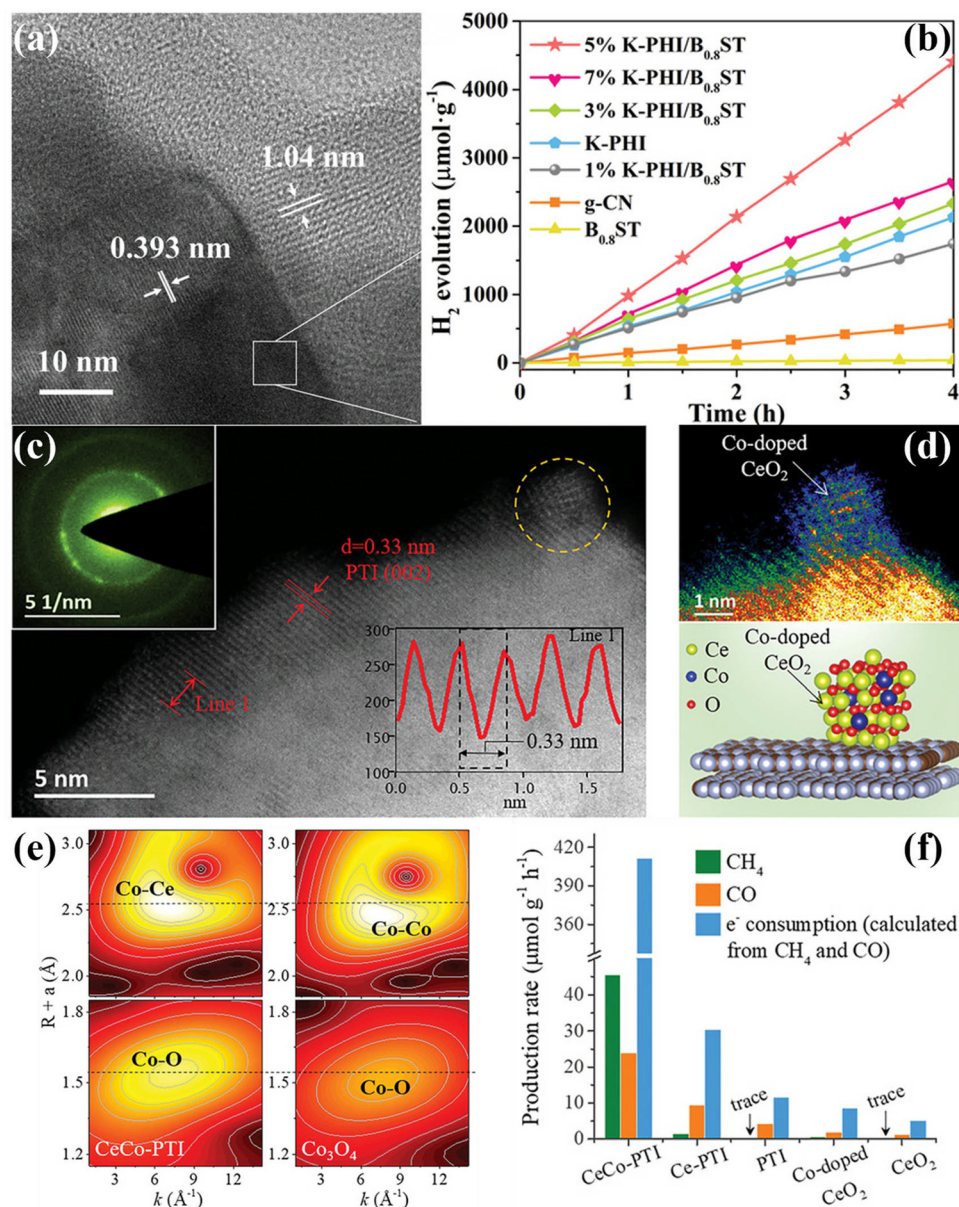 (a)
1.04 nm
0.393 nm
10 nm
(b)
H₂ evolution (μmol·g⁻¹)
5000
4000
3000
2000
1000
0
5% K-PHI/B₀.₈ST
7% K-PHI/B₀.₈ST
3% K-PHI/B₀.₈ST
K-PHI
1% K-PHI/B₀.₈ST
g-CN
B₀.₈ST
0 1 2 3 4
Time (h)
(c)
5 1/nm
d=0.33 nm
PTI (002)
Line 1
5 nm
300
250
200
150
100
Line 1
0.33 nm
0.0 0.5 1.0 1.5
nm
(d)
Co-doped
CeO₂
1 nm
Co-doped
CeO₂
Ce
Co
O
(e)
R + a (Å)
3.0
2.5
2.0
1.8
1.5
1.2
Co-Ce
Co-Co
Co-O
Co-O
CeCo-PTI
Co₃O₄
3 6 9 12
3 6 9 12
k (Å⁻¹)
k (Å⁻¹)
(f)
Production rate (μmol g⁻¹ h⁻¹)
420
390
360
40
30
20
10
0
CH₄
CO
e⁻ consumption (calculated
from CH₄ and CO)
trace
trace
CeCo-PTI
Ce-PTI
PTI
Co-doped
CeO₂
CeO₂